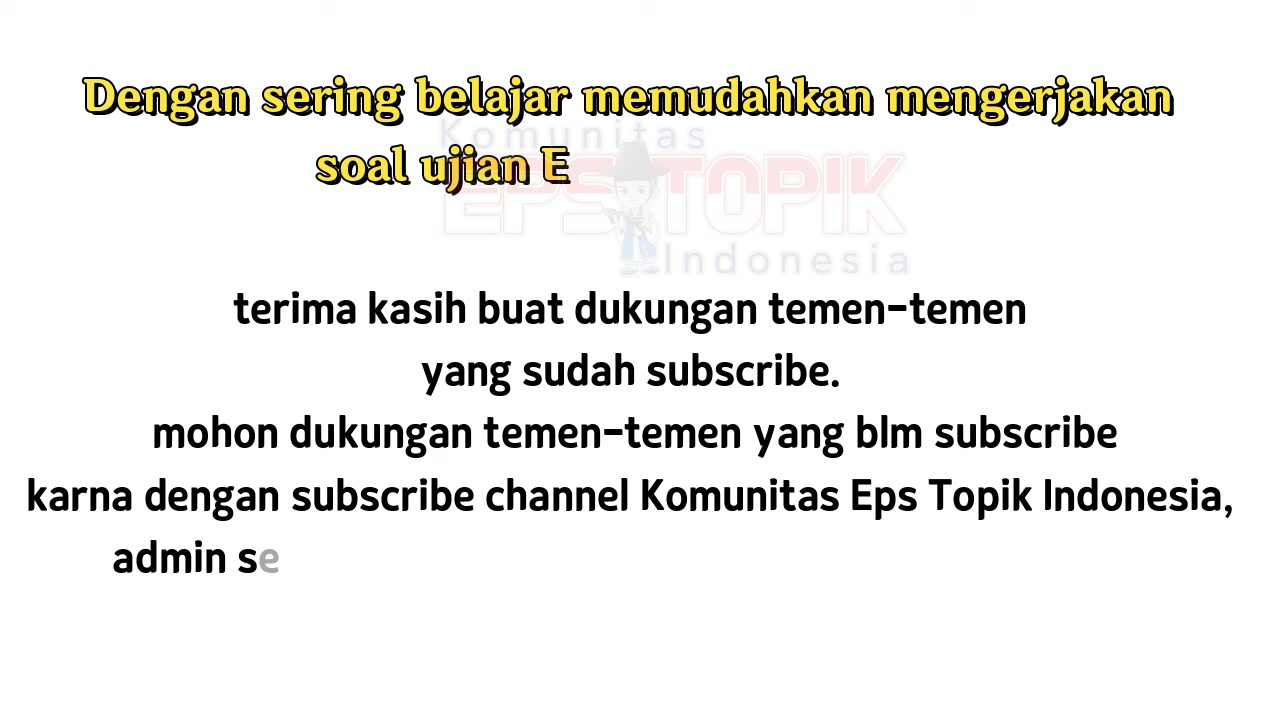 Dengan sering belajar memudahkan mengerjakan
soal ujian E
Komunitas
EPS TOPIK
Indonesia
terima kasih buat dukungan temen-temen
yang sudah subscribe.
mohon dukungan temen-temen yang blm subscribe
karna dengan subscribe channel Komunitas Eps Topik Indonesia,
admin se